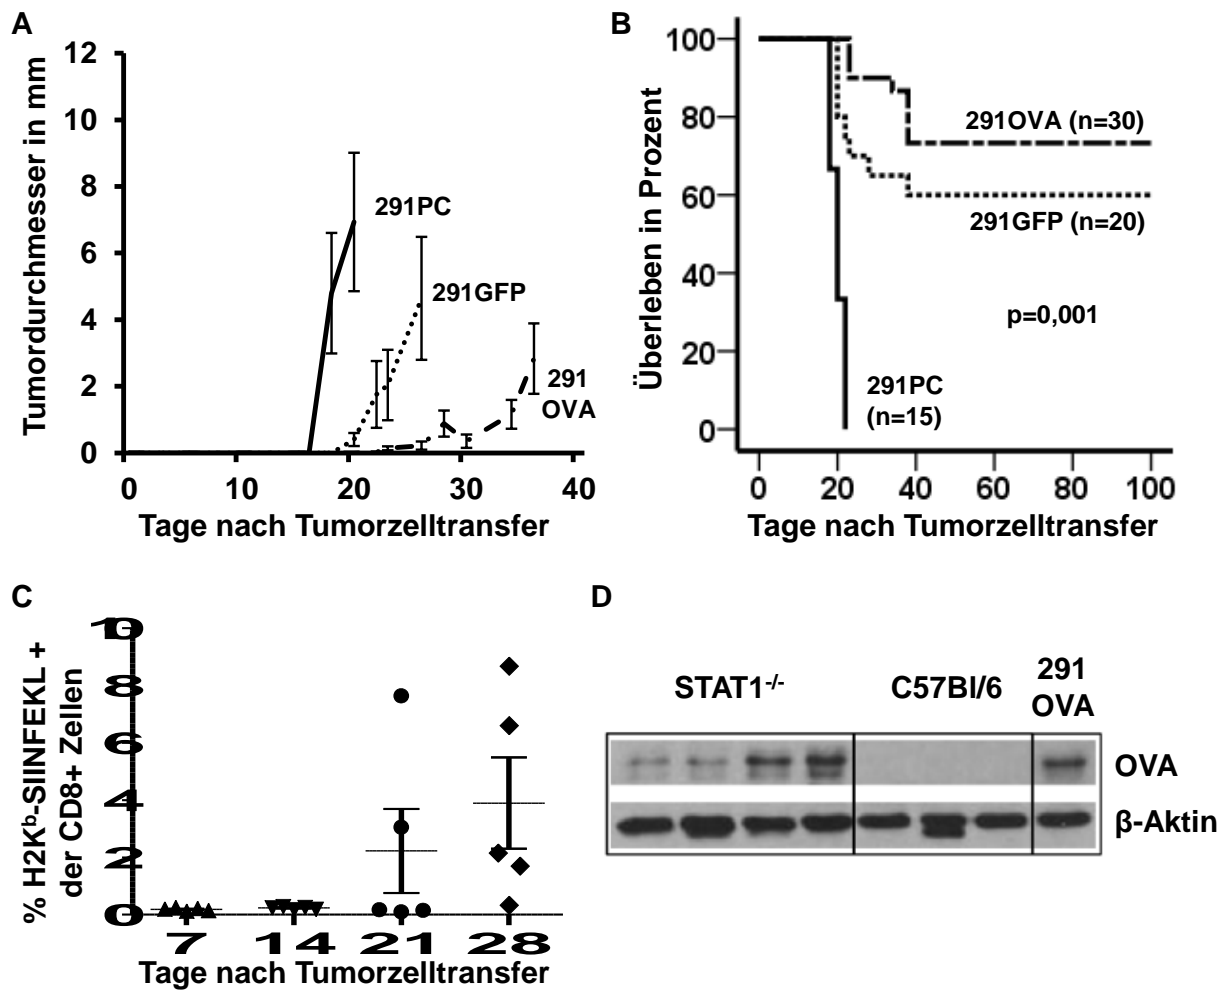 A
Tumordurchmesser in mm
12
10
8
6
4
2
0
291PC
291GFP
291
OVA
0 10 20 30 40
Tage nach Tumorzelltransfer
B
Überleben in Prozent
100
80
60
40
20
0
291OVA (n=30)
291GFP (n=20)
p=0,001
291PC
(n=15)
0 20 40 60 80 100
Tage nach Tumorzelltransfer
C
% H2Kᵇ-SIINFEKL +
der CD8+ Zellen
10
8
6
4
2
0
7 14 21 28
Tage nach Tumorzelltransfer
D
STAT1⁻/⁻ C57Bl/6 291
OVA
OVA
β-Aktin